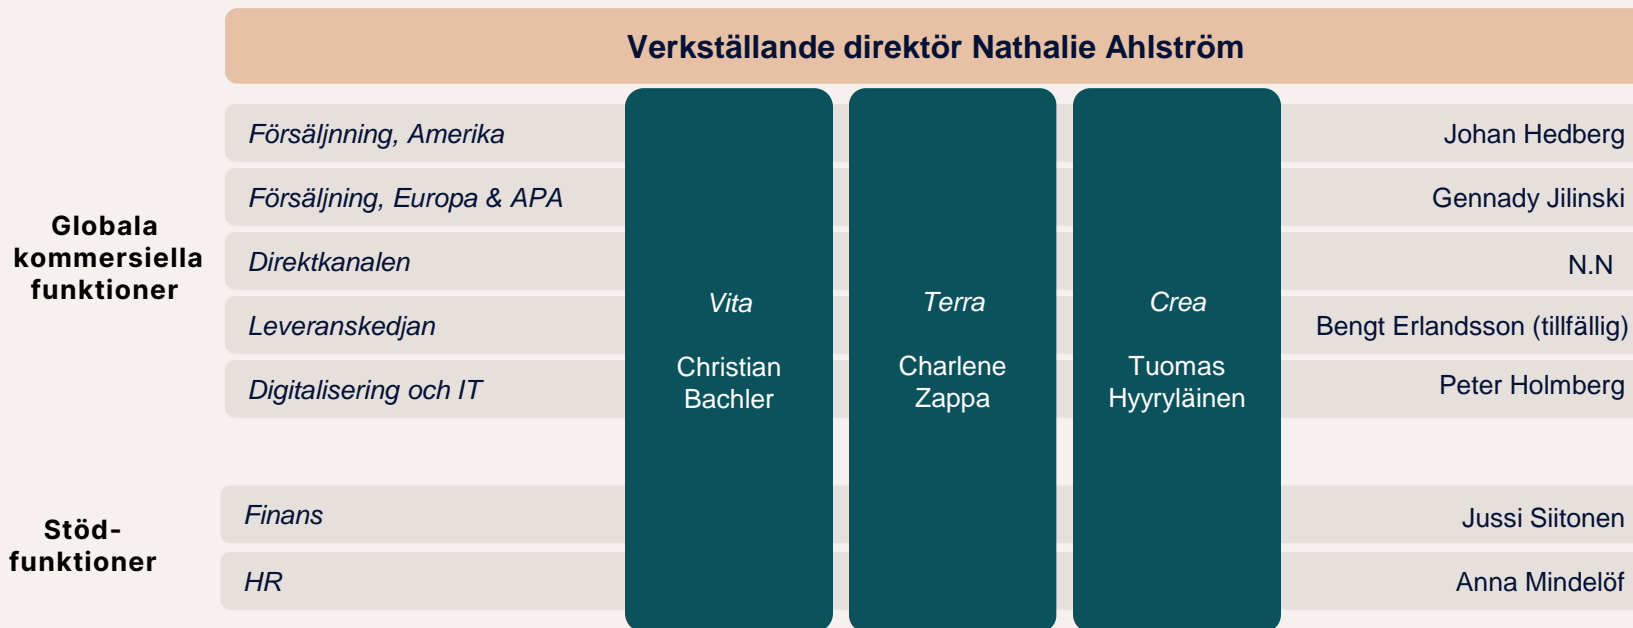 Verkställande direktör Nathalie Ahlström
Globala
kommersiella
funktioner
Försäljnning, Amerika
Johan Hedberg
Försäljning, Europa & APA
Gennady Jilinski
Direktkanalen
N.N
Leveranskedjan
Bengt Erlandsson (tillfällig)
Digitalisering och IT
Peter Holmberg
Vita
Christian
Bachler
Terra
Charlene
Zappa
Crea
Tuomas
Hyyryläinen
Stöd-
funktioner
Finans
Jussi Siitonen
HR
Anna Mindelöf